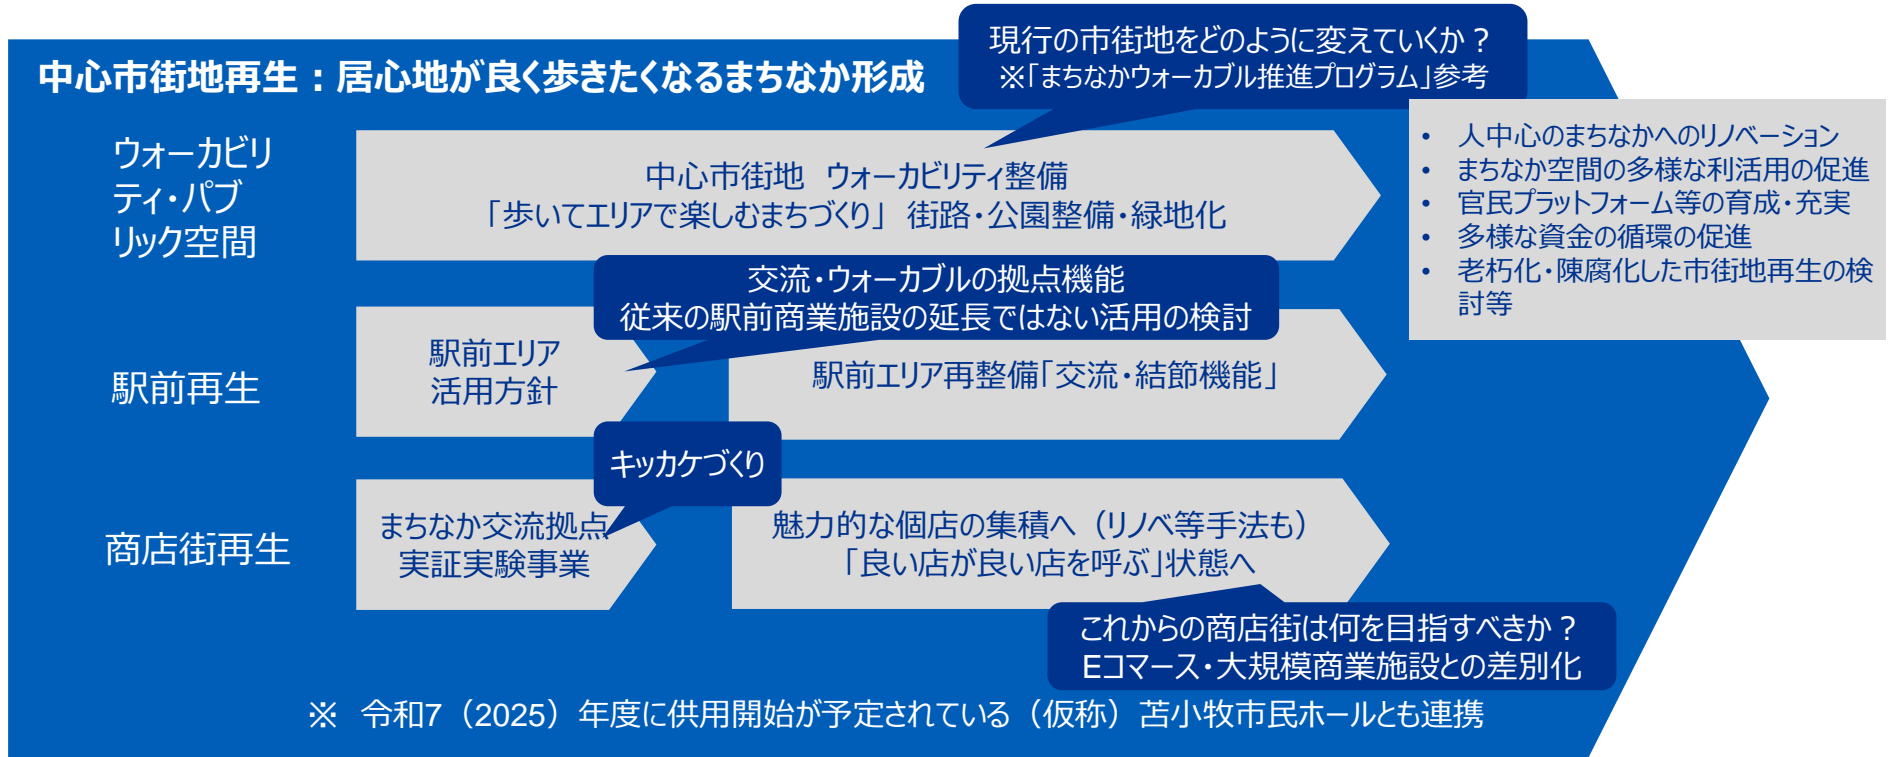 現行の市街地をどのように変えていくか？
※「まちなかウォーカブル推進プログラム」参考
中心市街地再生：居心地が良く歩きたくなるまちなか形成
ウォーカビリ
ティ・パブ
リック空間
中心市街地　ウォーカビリティ整備
「歩いてエリアで楽しむまちづくり」　街路・公園整備・緑地化
• 人中心のまちなかへのリノベーション
• まちなか空間の多様な利活用の促進
• 官民プラットフォーム等の育成・充実
• 多様な資金の循環の促進
• 老朽化・陳腐化した市街地再生の検
討等
交流・ウォーカブルの拠点機能
従来の駅前商業施設の延長ではない活用の検討
駅前再生
駅前エリア
活用方針
駅前エリア再整備「交流・結節機能」
キッカケづくり
商店街再生
まちなか交流拠点
実証実験事業
魅力的な個店の集積へ（リノベ等手法も）
「良い店が良い店を呼ぶ」状態へ
これからの商店街は何を目指すべきか？
Eコマース・大規模商業施設との差別化
※　令和7（2025）年度に供用開始が予定されている（仮称）苫小牧市民ホールとも連携